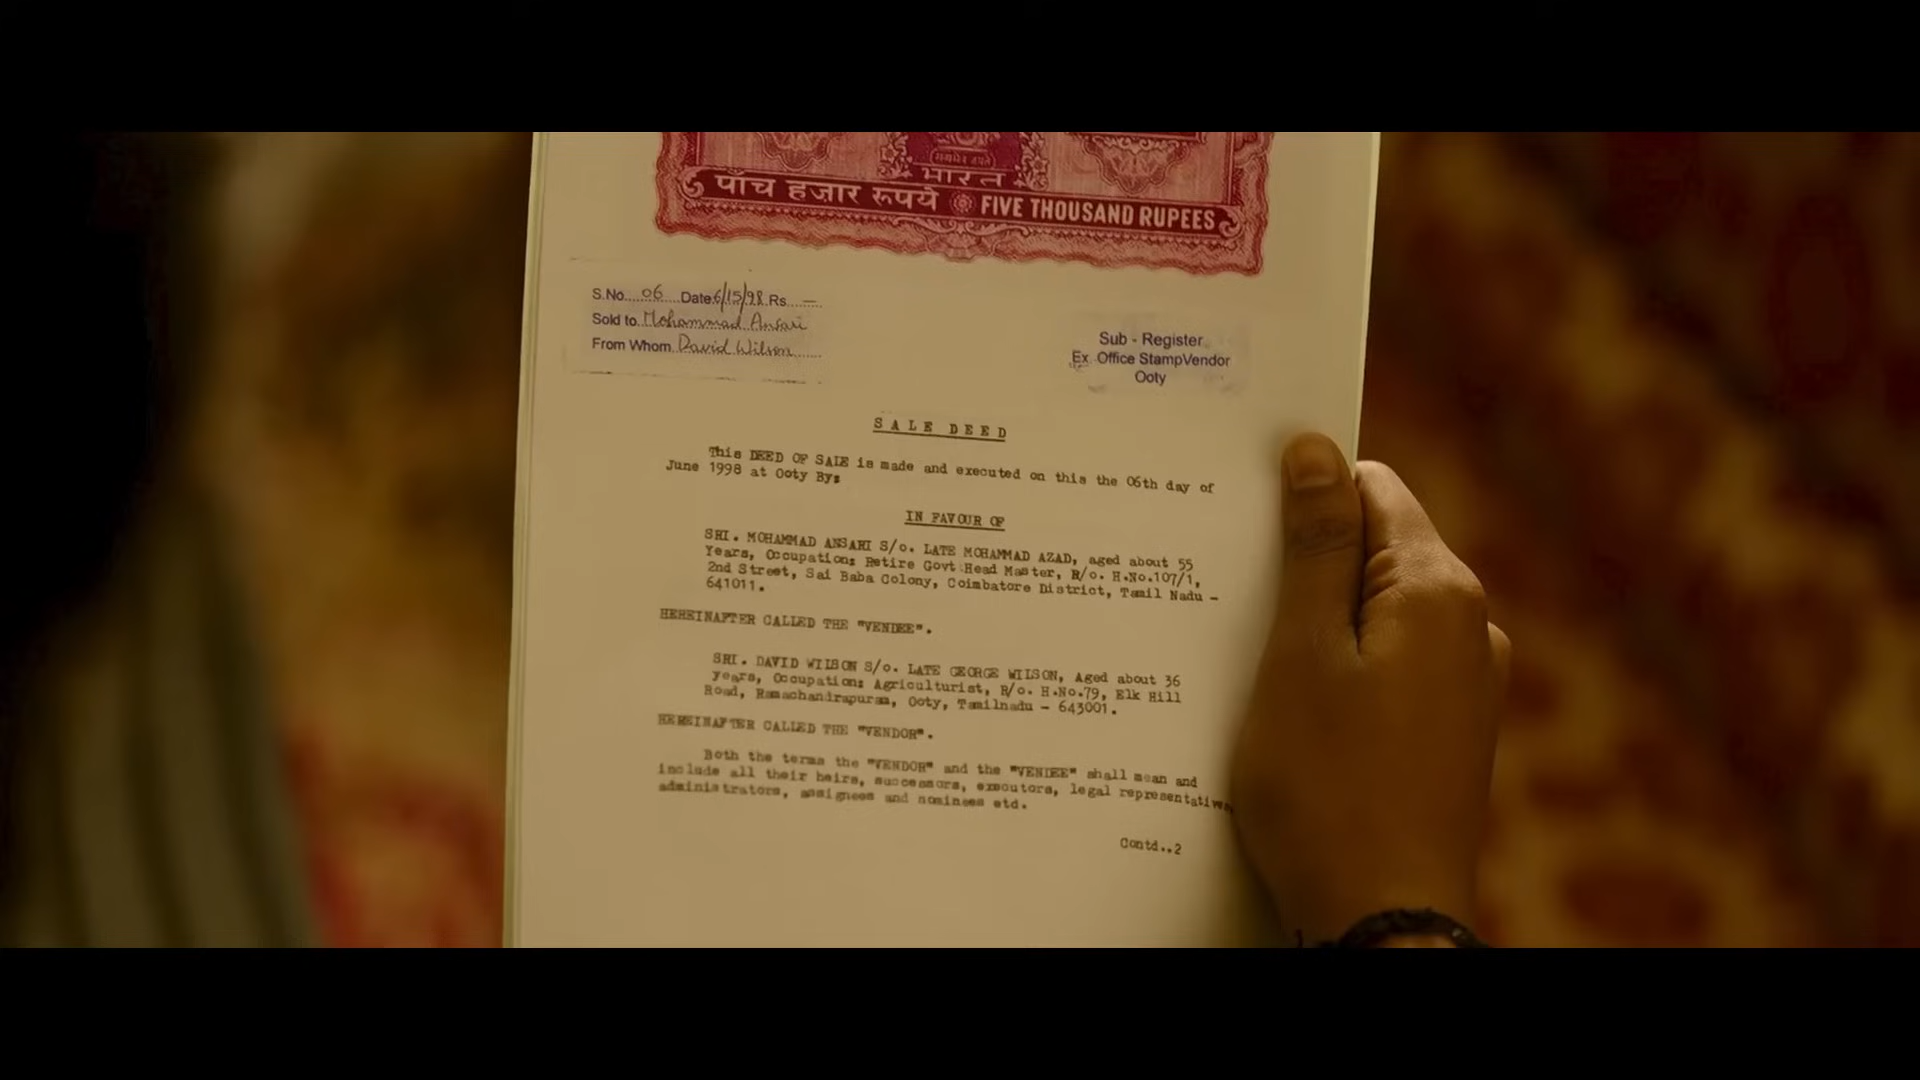 भारत
पाँच हज़ार रूपये FIVE THOUSAND RUPEES
S.No.....06....Date 6/15/98 Rs.....—....
Sold to Mohammad Ansari
From Whom David Wilson
Sub - Register
Ex. Office StampVendor
Ooty
SALE DEED
This DEED OF SALE is made and executed on this the 06th day of
June 1998 at Ooty By:
IN FAVOUR OF
SRI. MOHAMMAD ANSARI S/o. LATE MOHAMMAD AZAD, aged about 55
Years, Occupation: Retire Govt Head Master, R/o. H.No.107/1,
2nd Street, Sai Baba Colony, Coimbatore District, Tamil Nadu -
641011.
HEREINAFTER CALLED THE "VENDEE".
SRI. DAVID WILSON S/o. LATE GEORGE WILSON, Aged about 36
years, Occupation: Agriculturist, R/o. H.No.79, Elk Hill
Road, Ramachandrapuram, Ooty, Tamilnadu - 643001.
HEREINAFTER CALLED THE "VENDOR".
Both the terms the "VENDOR" and the "VENDEE" shall mean and
include all their heirs, successors, executors, legal representatives,
administrators, assignees and nominees etd.
Contd..2